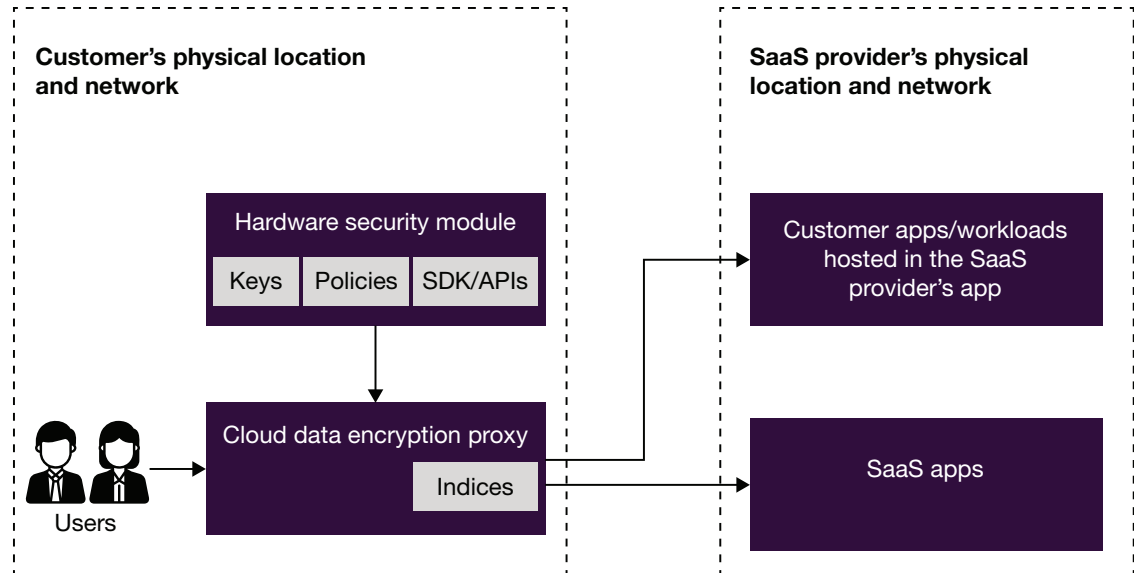 Customer’s physical location
and network
SaaS provider’s physical
location and network
Hardware security module
Keys
Policies
SDK/APIs
Customer apps/workloads
hosted in the SaaS
provider’s app
Cloud data encryption proxy
Indices
SaaS apps
Users